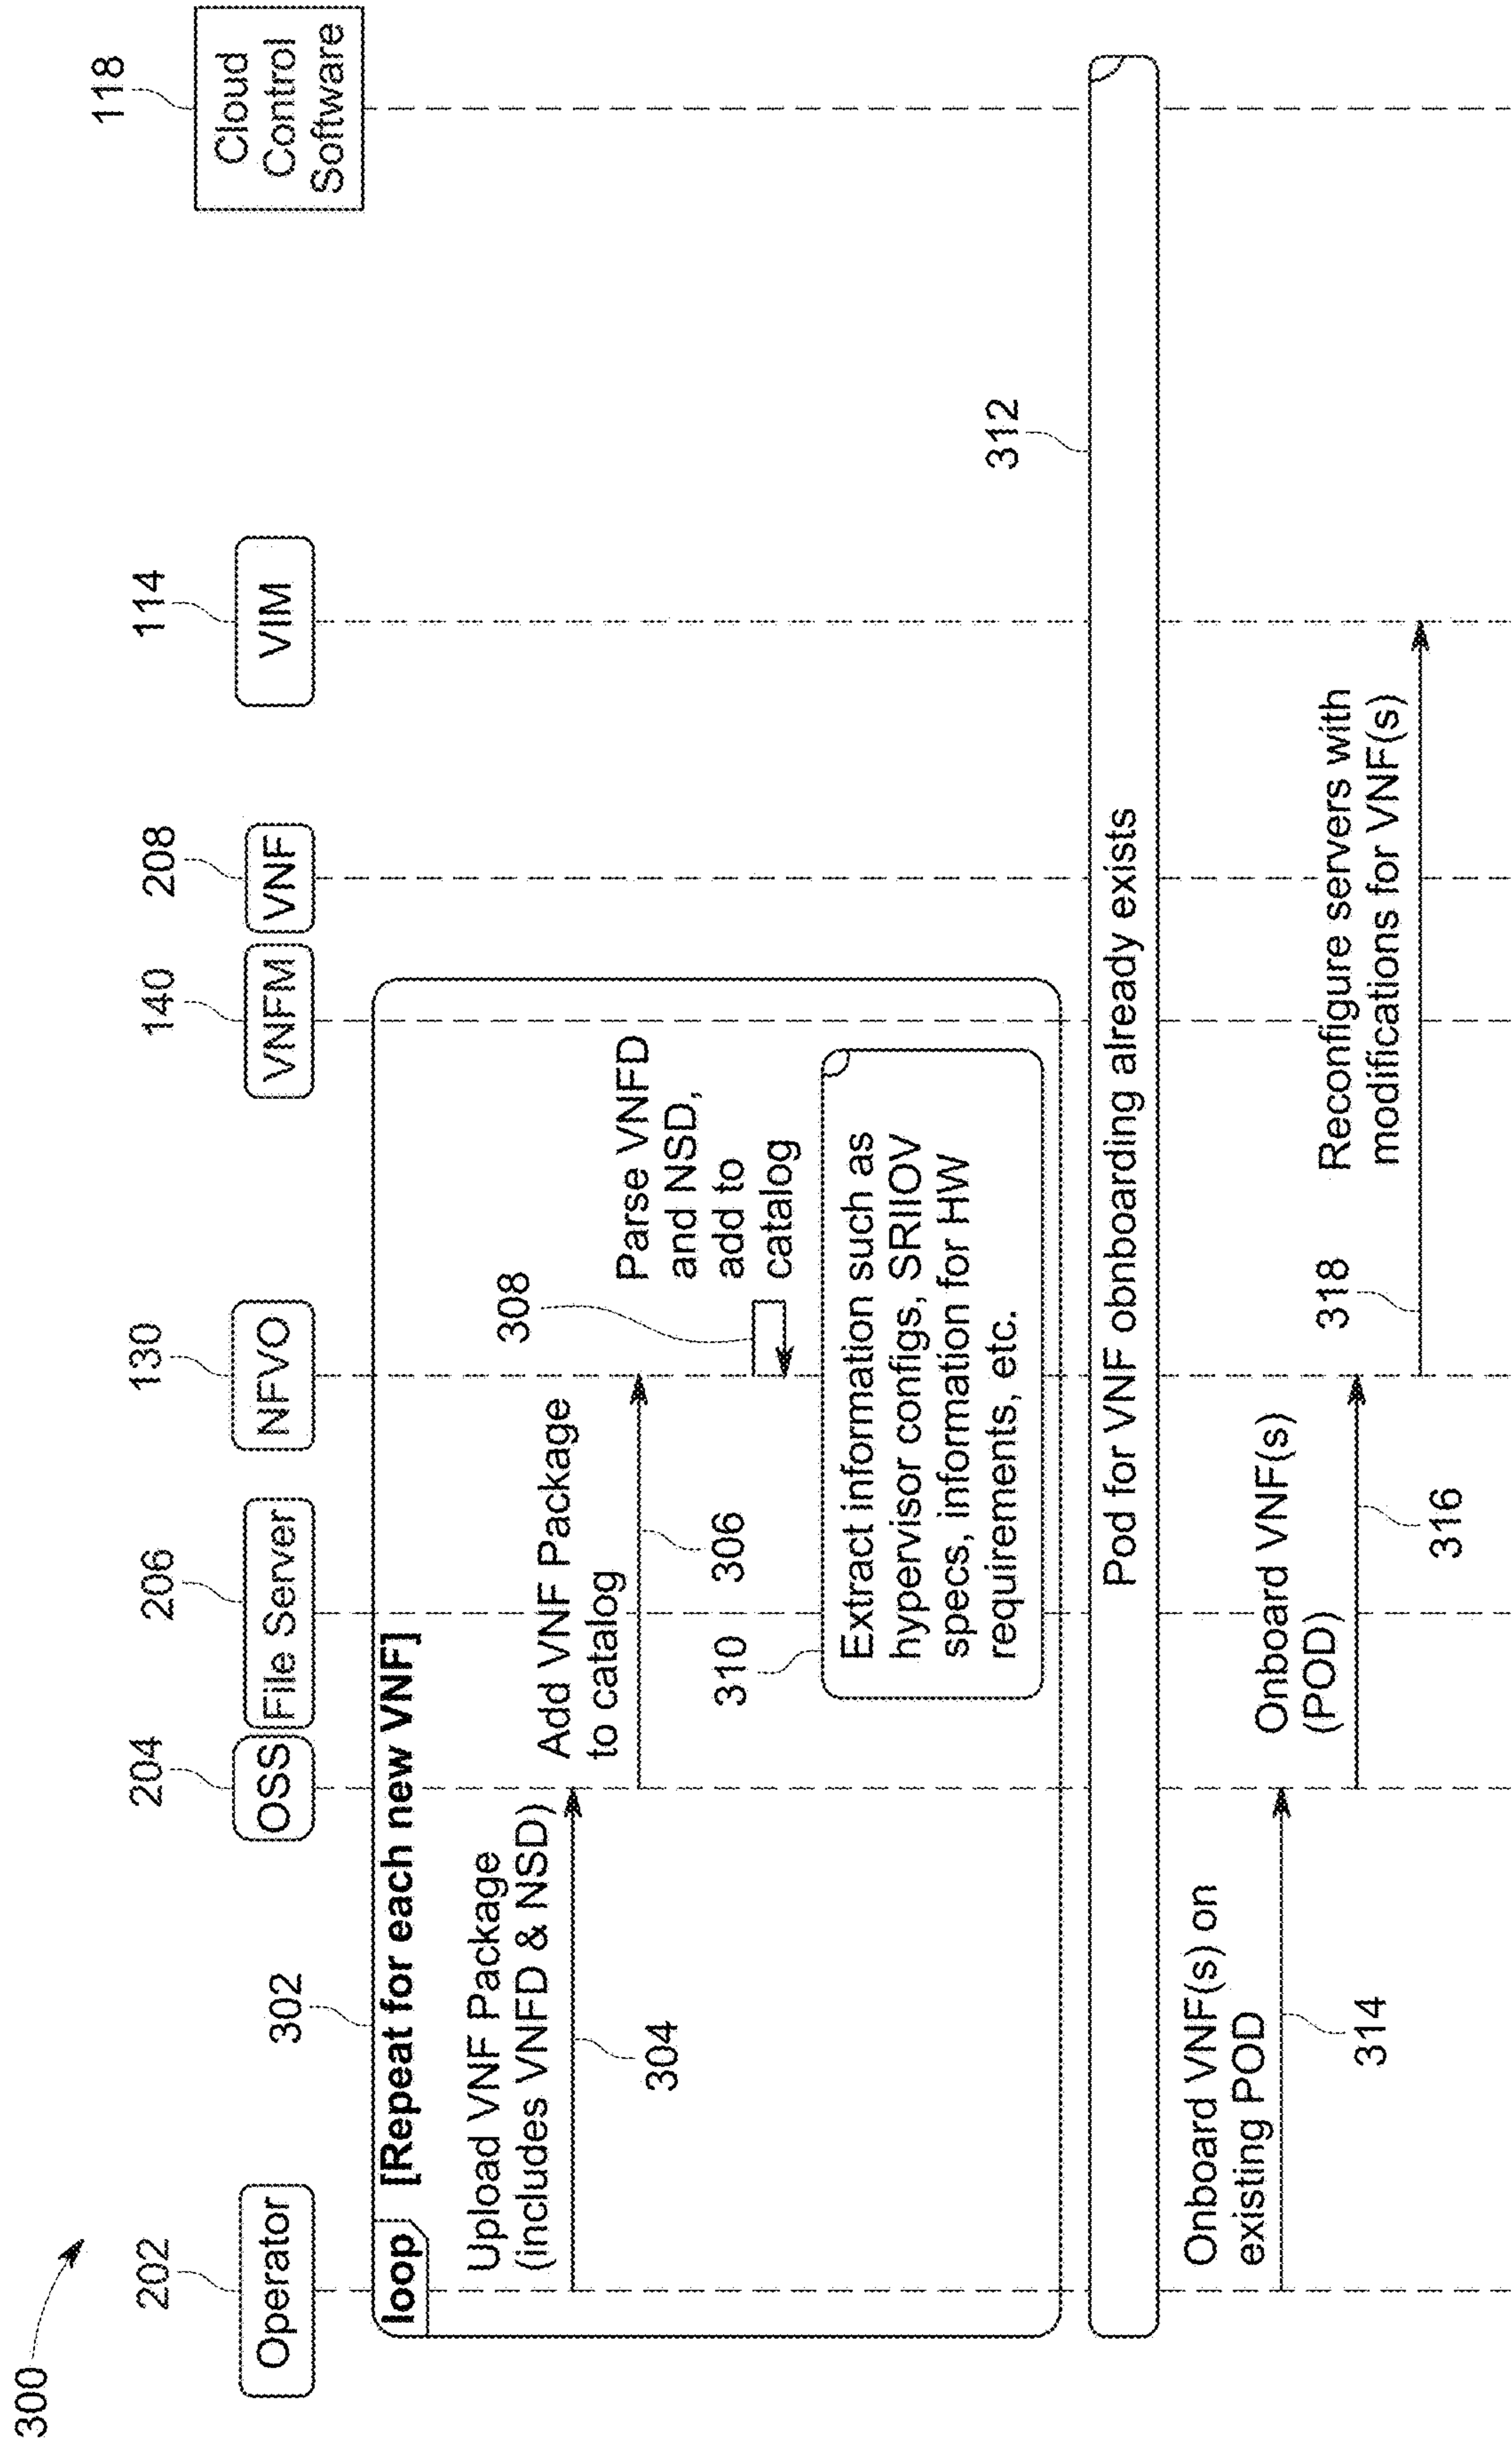 300
202
204
206
130
140
208
114
118
Operator
OSS
File Server
NFVO
VNFM
VNF
VIM
Cloud
Control
Software
302
loop [Repeat for each new VNF]
Upload VNF Package
(includes VNFD & NSD)
304
Add VNF Package
to catalog
306
308
Parse VNFD
and NSD,
add to
catalog
310
Extract information such as
hypervisor configs, SRIIOV
specs, information for HW
requirements, etc.
312
Pod for VNF obnboarding already exists
Onboard VNF(s) on
existing POD
314
Onboard VNF(s)
(POD)
316
318
Reconfigure servers with
modifications for VNF(s)